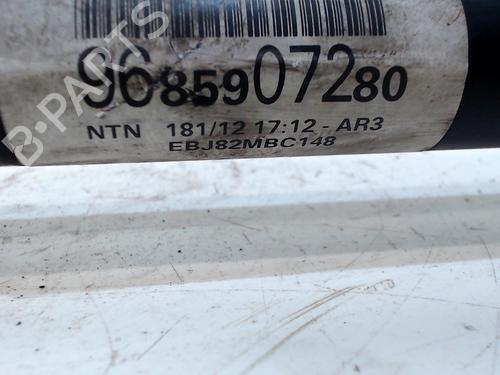 9685907280
NTN 181/12 17:12 - AR3
EBJ82MBC148
B-PARTS